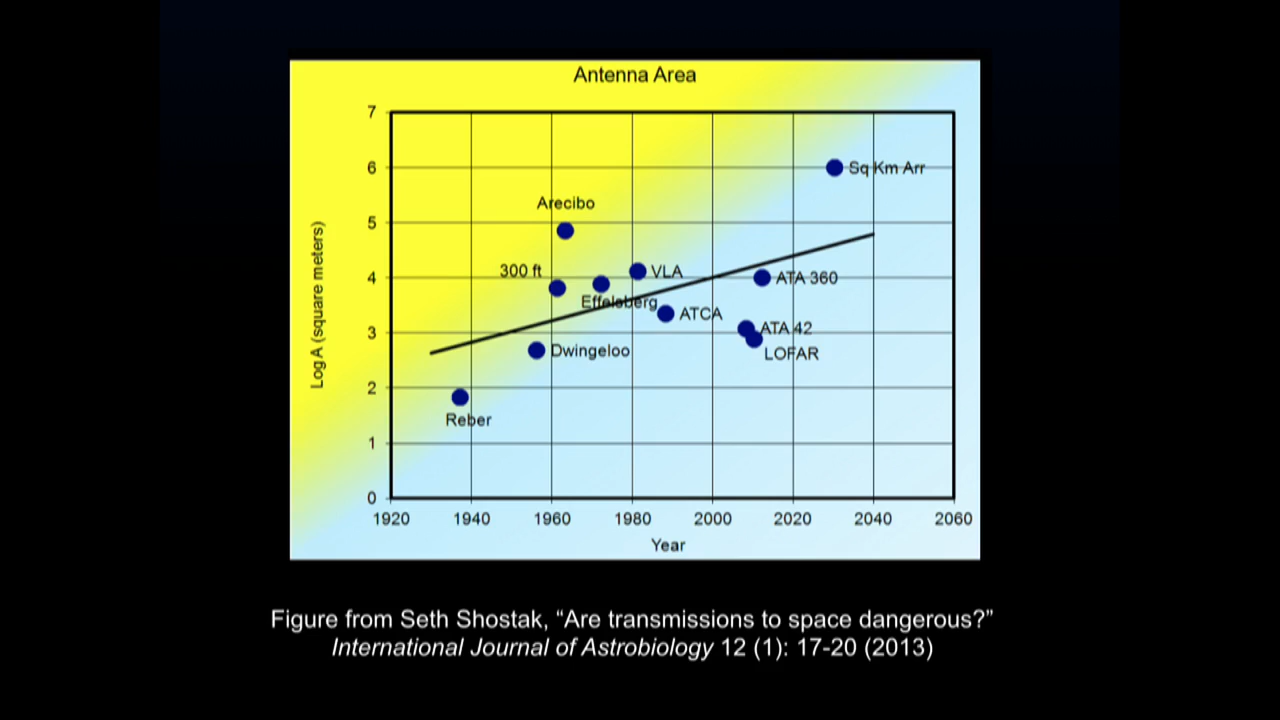 Antenna Area
7
6
5
4
3
2
1
0
Log A (square meters)
Sq Km Arr
Arecibo
300 ft
VLA
ATA 360
Effelsberg
ATCA
ATA 42
Dwingeloo
LOFAR
Reber
1920 1940 1960 1980 2000 2020 2040 2060
Year
Figure from Seth Shostak, “Are transmissions to space dangerous?”
International Journal of Astrobiology 12 (1): 17-20 (2013)